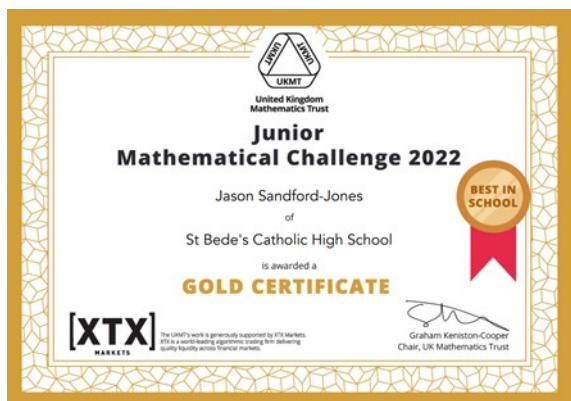 UKMT
UKMT
UKMT
United Kingdom
Mathematics Trust
Junior
Mathematical Challenge 2022
Jason Sandford-Jones
of
St Bede's Catholic High School
is awarded a
GOLD CERTIFICATE
BEST IN
SCHOOL
[XTX]
MARKETS
The UKMT's work is generously supported by XTX Markets.
XTX is a world-leading algorithmic trading firm delivering
quality liquidity across financial markets.
Graham Keniston-Cooper
Chair, UK Mathematics Trust